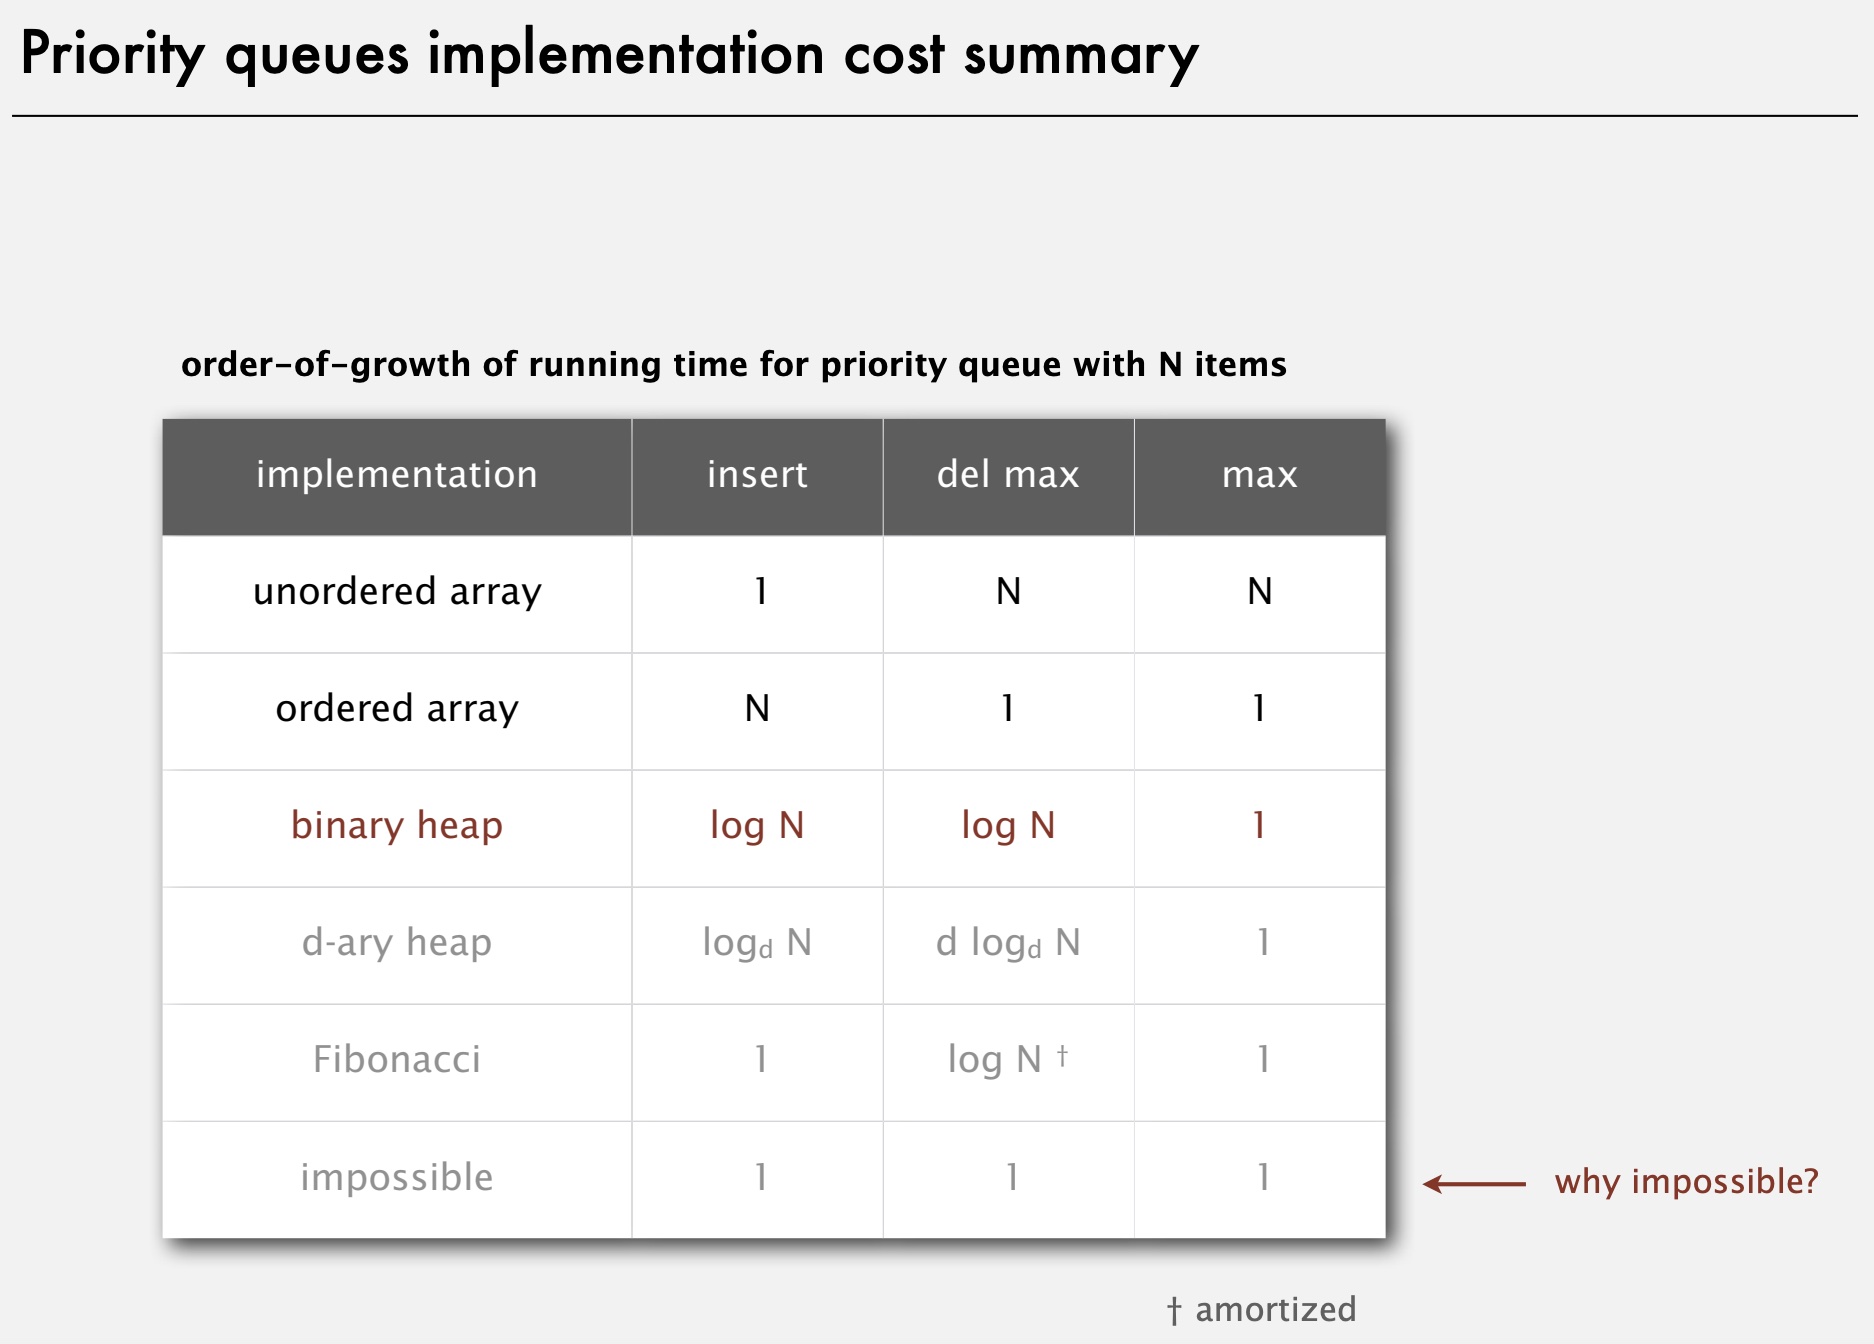 Priority queues implementation cost summary
order-of-growth of running time for priority queue with N items
implementation insert del max max
unordered array 1 N N
ordered array N 1 1
binary heap log N log N 1
d-ary heap log_d N d log_d N 1
Fibonacci 1 log N † 1
impossible 1 1 1
why impossible?
† amortized